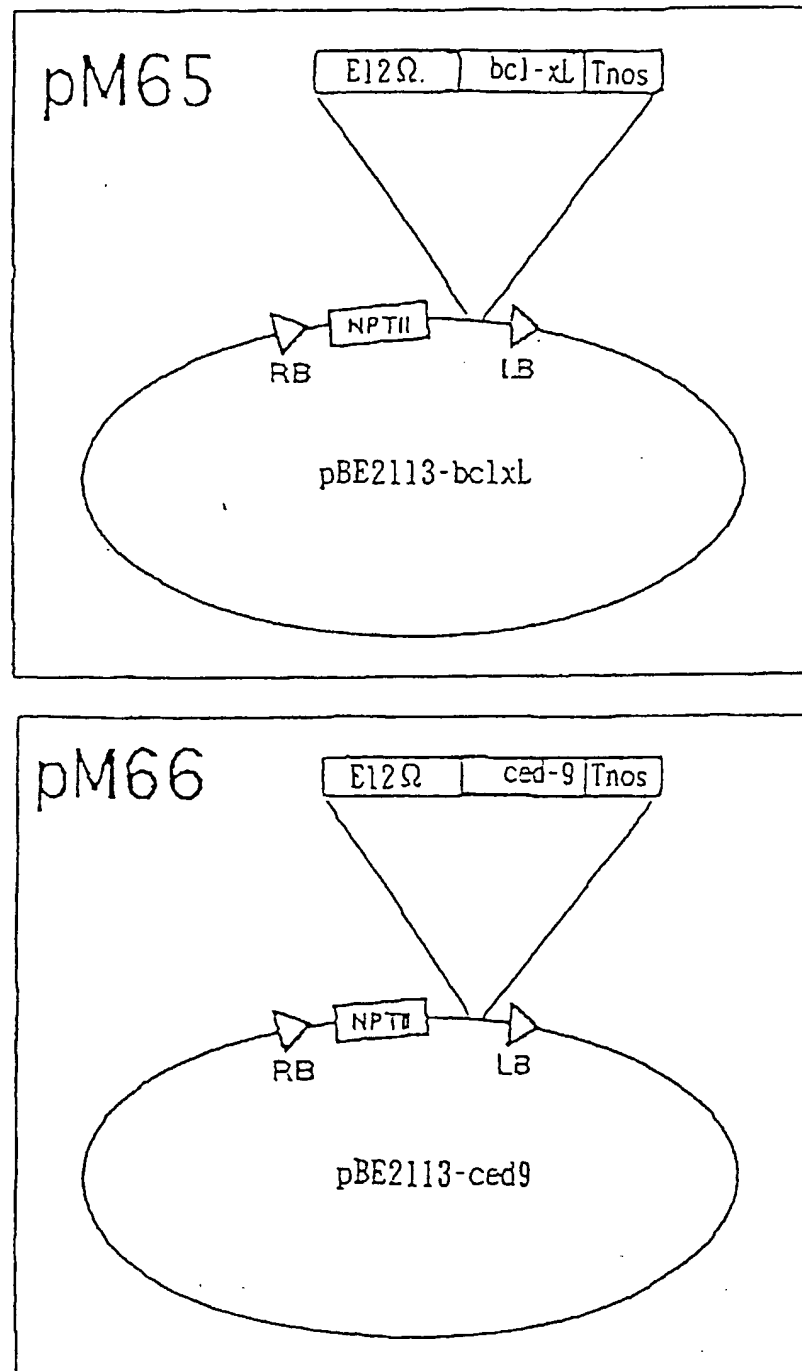 pM65
E12Ω. bcl-xL Tnos
NPTII
RB LB
pBE2113-bclxL
pM66
E12Ω ced-9 Tnos
NPTII
RB LB
pBE2113-ced9